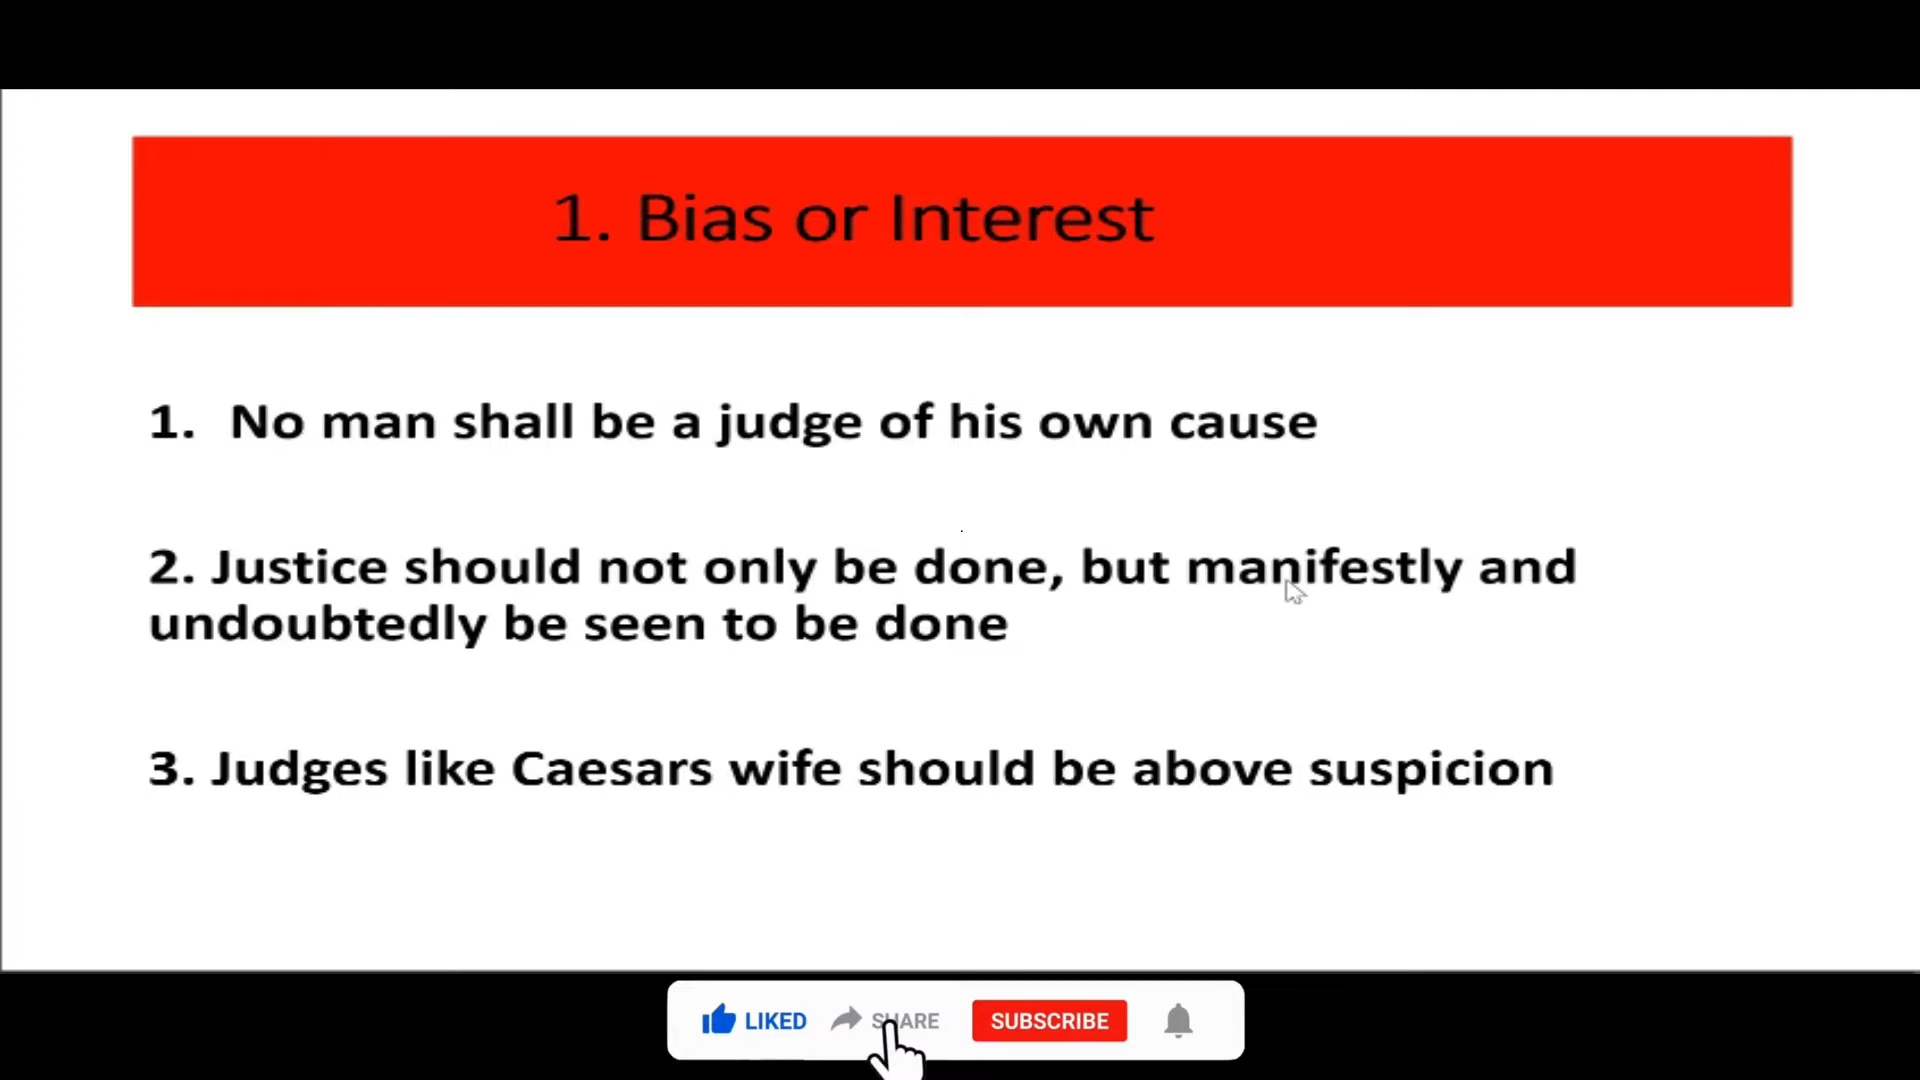 1. Bias or Interest
1. No man shall be a judge of his own cause
2. Justice should not only be done, but manifestly and
undoubtedly be seen to be done
3. Judges like Caesars wife should be above suspicion
LIKED SHARE SUBSCRIBE